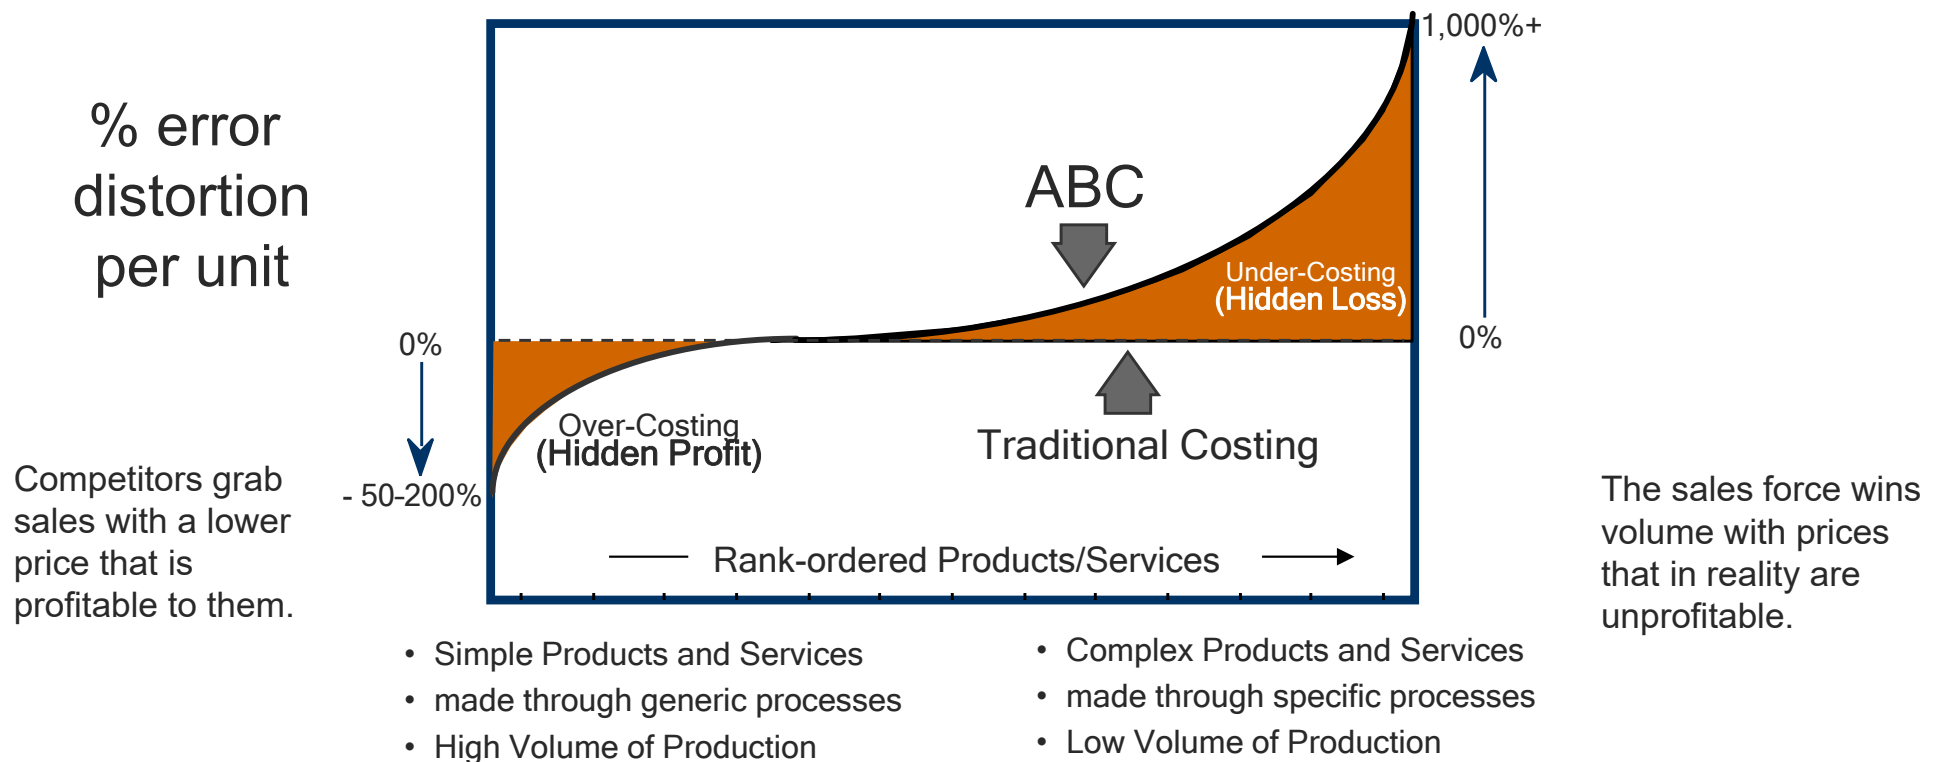 % error
distortion
per unit
1,000%+
ABC
Under-Costing
(Hidden Loss)
0%
0%
Over-Costing
(Hidden Profit)
Traditional Costing
- 50-200%
Competitors grab
sales with a lower
price that is
profitable to them.
The sales force wins
volume with prices
that in reality are
unprofitable.
Rank-ordered Products/Services
• Simple Products and Services
• made through generic processes
• High Volume of Production
• Complex Products and Services
• made through specific processes
• Low Volume of Production